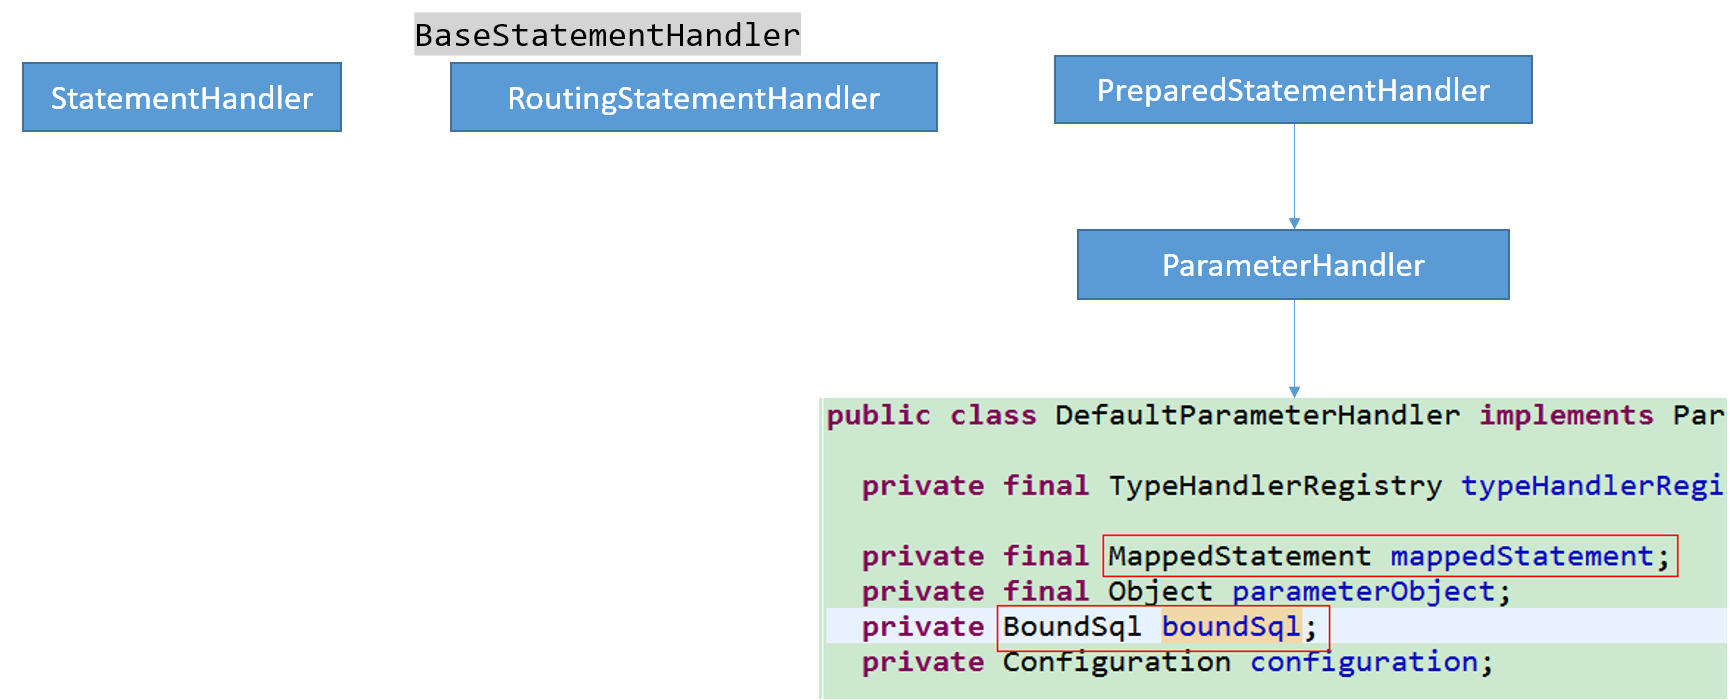 BaseStatementHandler
StatementHandler
RoutingStatementHandler
PreparedStatementHandler
ParameterHandler
public class DefaultParameterHandler implements Par
private final TypeHandlerRegistry typeHandlerRegi
private final MappedStatement mappedStatement;
private final Object parameterObject;
private BoundSql boundSql;
private Configuration configuration;